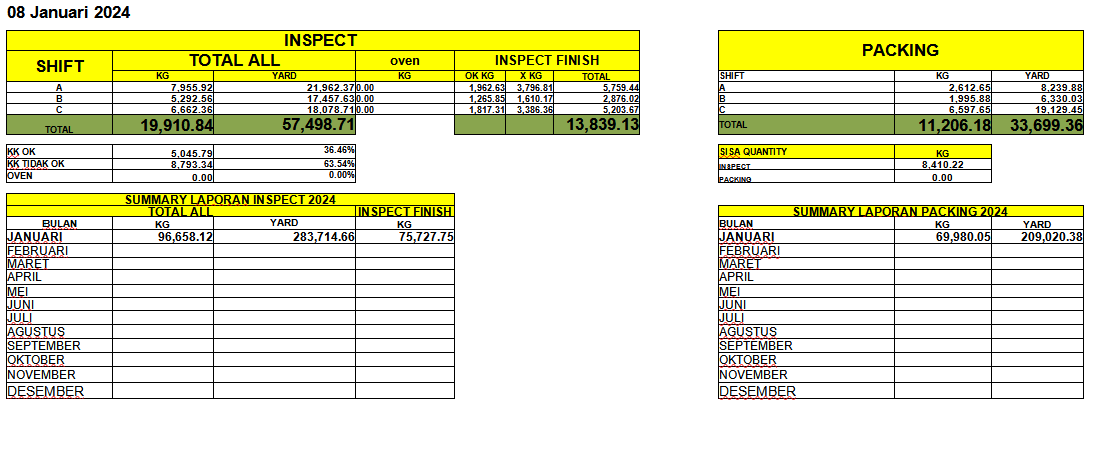 08 Januari 2024
INSPECT
SHIFT TOTAL ALL oven INSPECT FINISH
KG YARD KG OK KG X KG TOTAL
A 7,955.92 21,962.37 0.00 1,962.63 3,796.81 5,759.44
B 5,292.56 17,457.63 0.00 1,265.85 1,610.17 2,876.02
C 6,662.36 18,078.71 0.00 1,817.31 3,386.36 5,203.67
TOTAL 19,910.84 57,498.71 13,839.13
PACKING
SHIFT KG YARD
A 2,612.65 8,239.88
B 1,995.88 6,330.03
C 6,597.65 19,129.45
TOTAL 11,206.18 33,699.36
KK OK 5,045.79 36.46%
KK TIDAK OK 8,793.34 63.54%
OVEN 0.00 0.00%
SISA QUANTITY KG
INSPECT 8,410.22
PACKING 0.00
SUMMARY LAPORAN INSPECT 2024
TOTAL ALL INSPECT FINISH
BULAN KG YARD KG
JANUARI 96,658.12 283,714.66 75,727.75
FEBRUARI
MARET
APRIL
MEI
JUNI
JULI
AGUSTUS
SEPTEMBER
OKTOBER
NOVEMBER
DESEMBER
SUMMARY LAPORAN PACKING 2024
BULAN KG YARD
JANUARI 69,980.05 209,020.38
FEBRUARI
MARET
APRIL
MEI
JUNI
JULI
AGUSTUS
SEPTEMBER
OKTOBER
NOVEMBER
DESEMBER